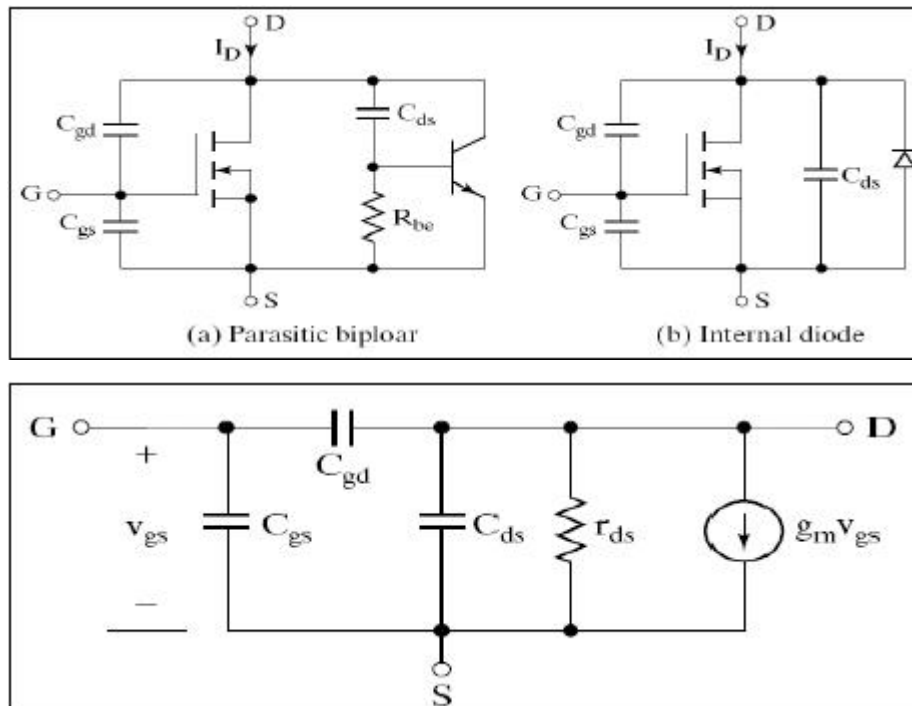 D
I_D
C_gd
C_ds
G
C_gs
R_be
S
(a) Parasitic biploar
D
I_D
C_gd
G
C_gs
C_ds
S
(b) Internal diode
G
D
+
C_gd
v_gs
C_gs
C_ds
r_ds
g_m v_gs
−
S